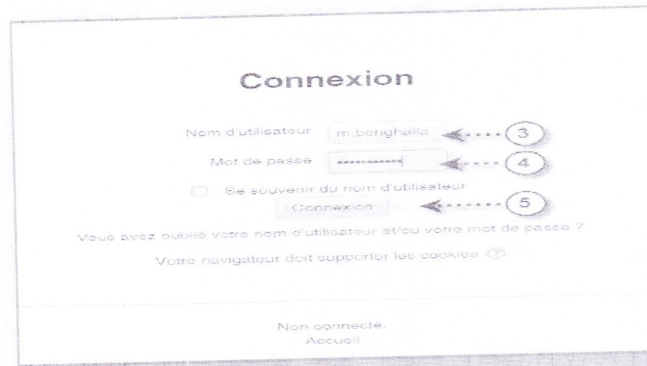 Connexion
Nom d'utilisateur m.benghalia 3
Mot de passe •••••••••••• 4
Se souvenir du nom d'utilisateur
Connexion 5
Vous avez oublié votre nom d'utilisateur et/ou votre mot de passe ?
Votre navigateur doit supporter les cookies ?
Non connecté.
Accueil